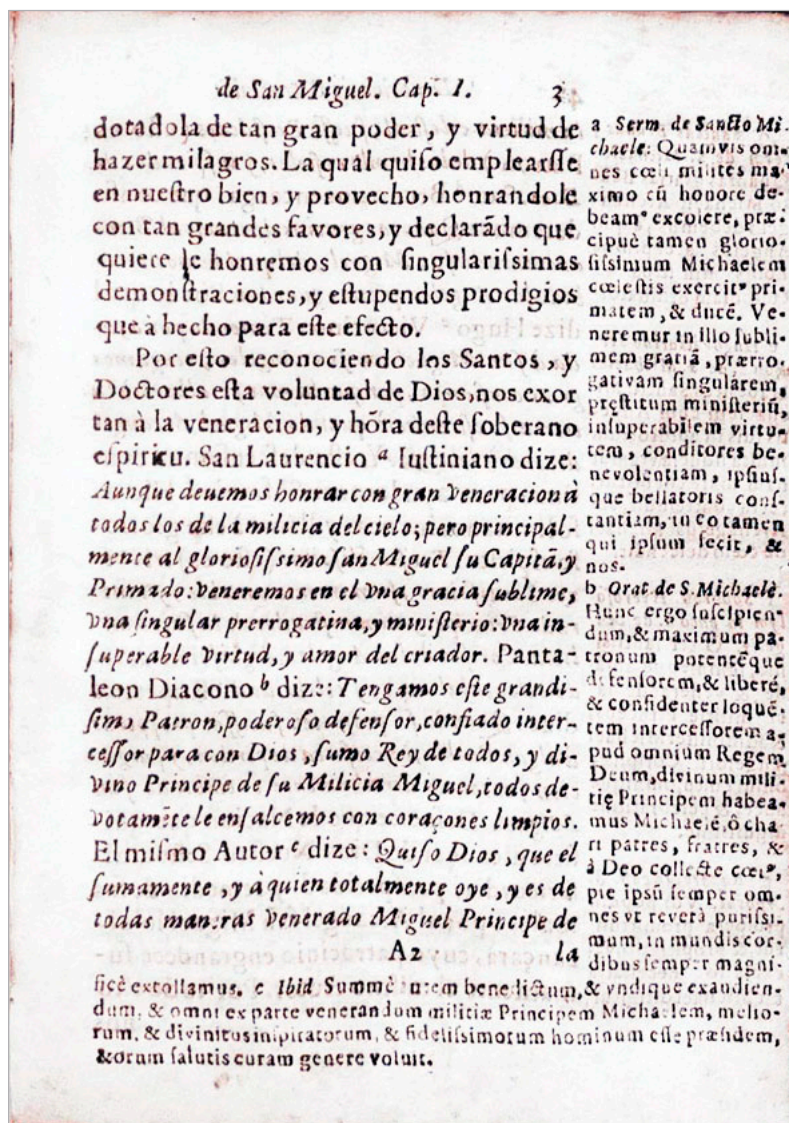 de San Miguel. Cap. I. 3
dotadola de tan gran poder, y virtud de
hazer milagros. La qual quiſo emplearſſe
en nueſtro bien, y provecho, honrandole
con tan grandes favores, y declarãdo que
quiere le honremos con ſingulariſsimas
demonſtraciones, y eſtupendos prodigios
que à hecho para eſte efecto.
Por eſto reconociendo los Santos, y
Doctores eſta voluntad de Dios, nos exor
tan à la veneracion, y hõra deſte ſoberano
eſpiritu. San Laurencio a Iuſtiniano dize:
Aunque deuemos honrar con gran veneracion à
todos los de la milicia del cielo; pero principal-
mente al glorioſiſsimo ſan Miguel ſu Capitã, y
Primado: veneremos en el vna gracia ſublime,
vna ſingular prerrogatina, y miniſterio: vna in-
ſuperable virtud, y amor del criador. Panta-
leon Diacono b dize: Tengamos eſte grandi-
ſimo Patron, poderoſo defenſor, confiado inter-
ceſſor para con Dios, ſumo Rey de todos, y di-
vino Principe de ſu Milicia Miguel, todos de-
votamẽte le enſalcemos con coraçones limpios.
El miſmo Autor c dize: Quiſo Dios, que el
ſumamente, y à quien totalmente oye, y es de
todas maneras venerado Miguel Principe de
A2 la
a Serm. de Sancto Mi-
chaele: Quamvis om-
nes cœli milites ma-
ximo cũ honore de-
beamꝰ excolere, præ-
cipuè tamen glorio-
ſiſsimum Michaelem
cœleſtis exercitꝰ pri-
matem, & ducẽ. Ve-
neremur in illo ſubli-
mem gratiã, prærro-
gativam ſingulárem,
pręſtitum miniſteriũ,
inſuperabilem virtu-
tem, conditores be-
nevolentiam, ipſiuſ-
que bellatoris conſ-
tantiam, in eo tamen
qui ipſum fecit, &
nos.
b Orat de S. Michaelè.
Hunc ergo ſuſcipien-
dum, & maximum pa-
tronum potentẽque
defenſorem, & liberé,
& confidenter loquẽ-
tem interceſſorem a-
pud omnium Regem
Deum, divinum mili-
tię Principem habea-
mus Michaelé, ô cha-
ri patres, fratres, &
à Deo collecte cœtꝰ,
pie ipsũ ſemper om-
nes vt reverà puriſſi-
mum, in mundis cor-
dibus ſemper magni-
ficè extollamus. c Ibid Summè autem benedictum, & vndique exaudien-
dum, & omni ex parte venerandum militiæ Principem Michaelem, melio-
rum, & divinitus inſpiratorum, & fideliſſimorum hominum eſſe præſidem,
& eorum ſalutis curam genere voluit.